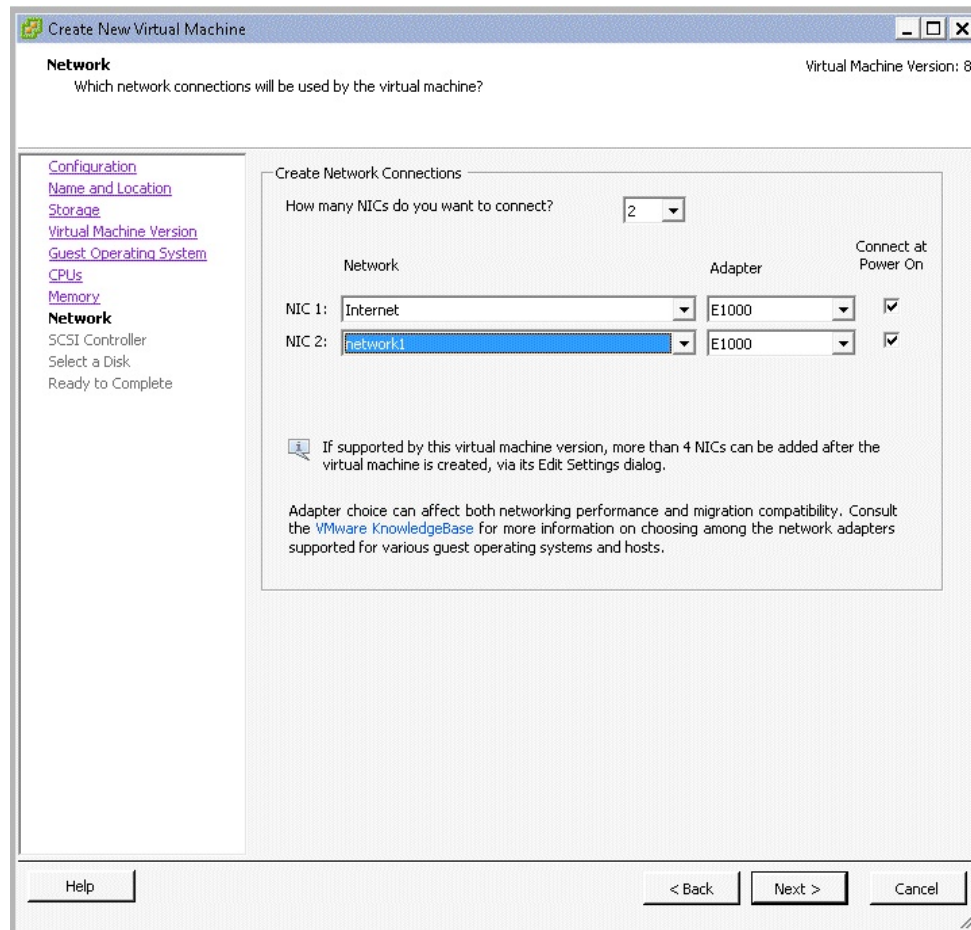 Create New Virtual Machine
Network
Virtual Machine Version: 8
Which network connections will be used by the virtual machine?
Configuration
Name and Location
Storage
Virtual Machine Version
Guest Operating System
CPUs
Memory
Network
SCSI Controller
Select a Disk
Ready to Complete
Create Network Connections
How many NICs do you want to connect? 2
Network Adapter Connect at
Power On
NIC 1: Internet E1000
NIC 2: network1 E1000
If supported by this virtual machine version, more than 4 NICs can be added after the
virtual machine is created, via its Edit Settings dialog.
Adapter choice can affect both networking performance and migration compatibility. Consult
the VMware KnowledgeBase for more information on choosing among the network adapters
supported for various guest operating systems and hosts.
Help < Back Next > Cancel